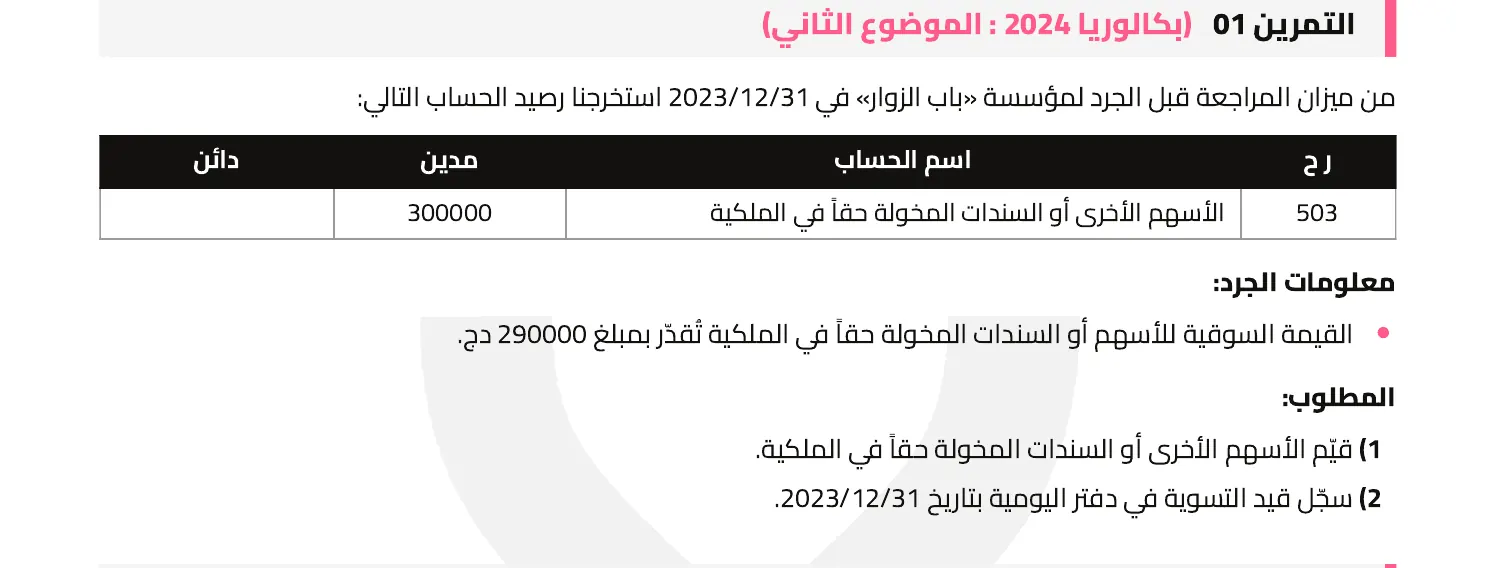 التمرين 01 (بكالوريا 2024 : الموضوع الثاني)
من ميزان المراجعة قبل الجرد لمؤسسة «باب الزوار» في 2023/12/31 استخرجنا رصيد الحساب التالي:
ر ح اسم الحساب مدين دائن
503 الأسهم الأخرى أو السندات المخولة حقاً في الملكية 300000
معلومات الجرد:
• القيمة السوقية للأسهم أو السندات المخولة حقاً في الملكية تُقدّر بمبلغ 290000 دج.
المطلوب:
1) قيّم الأسهم الأخرى أو السندات المخولة حقاً في الملكية.
2) سجّل قيد التسوية في دفتر اليومية بتاريخ 2023/12/31.